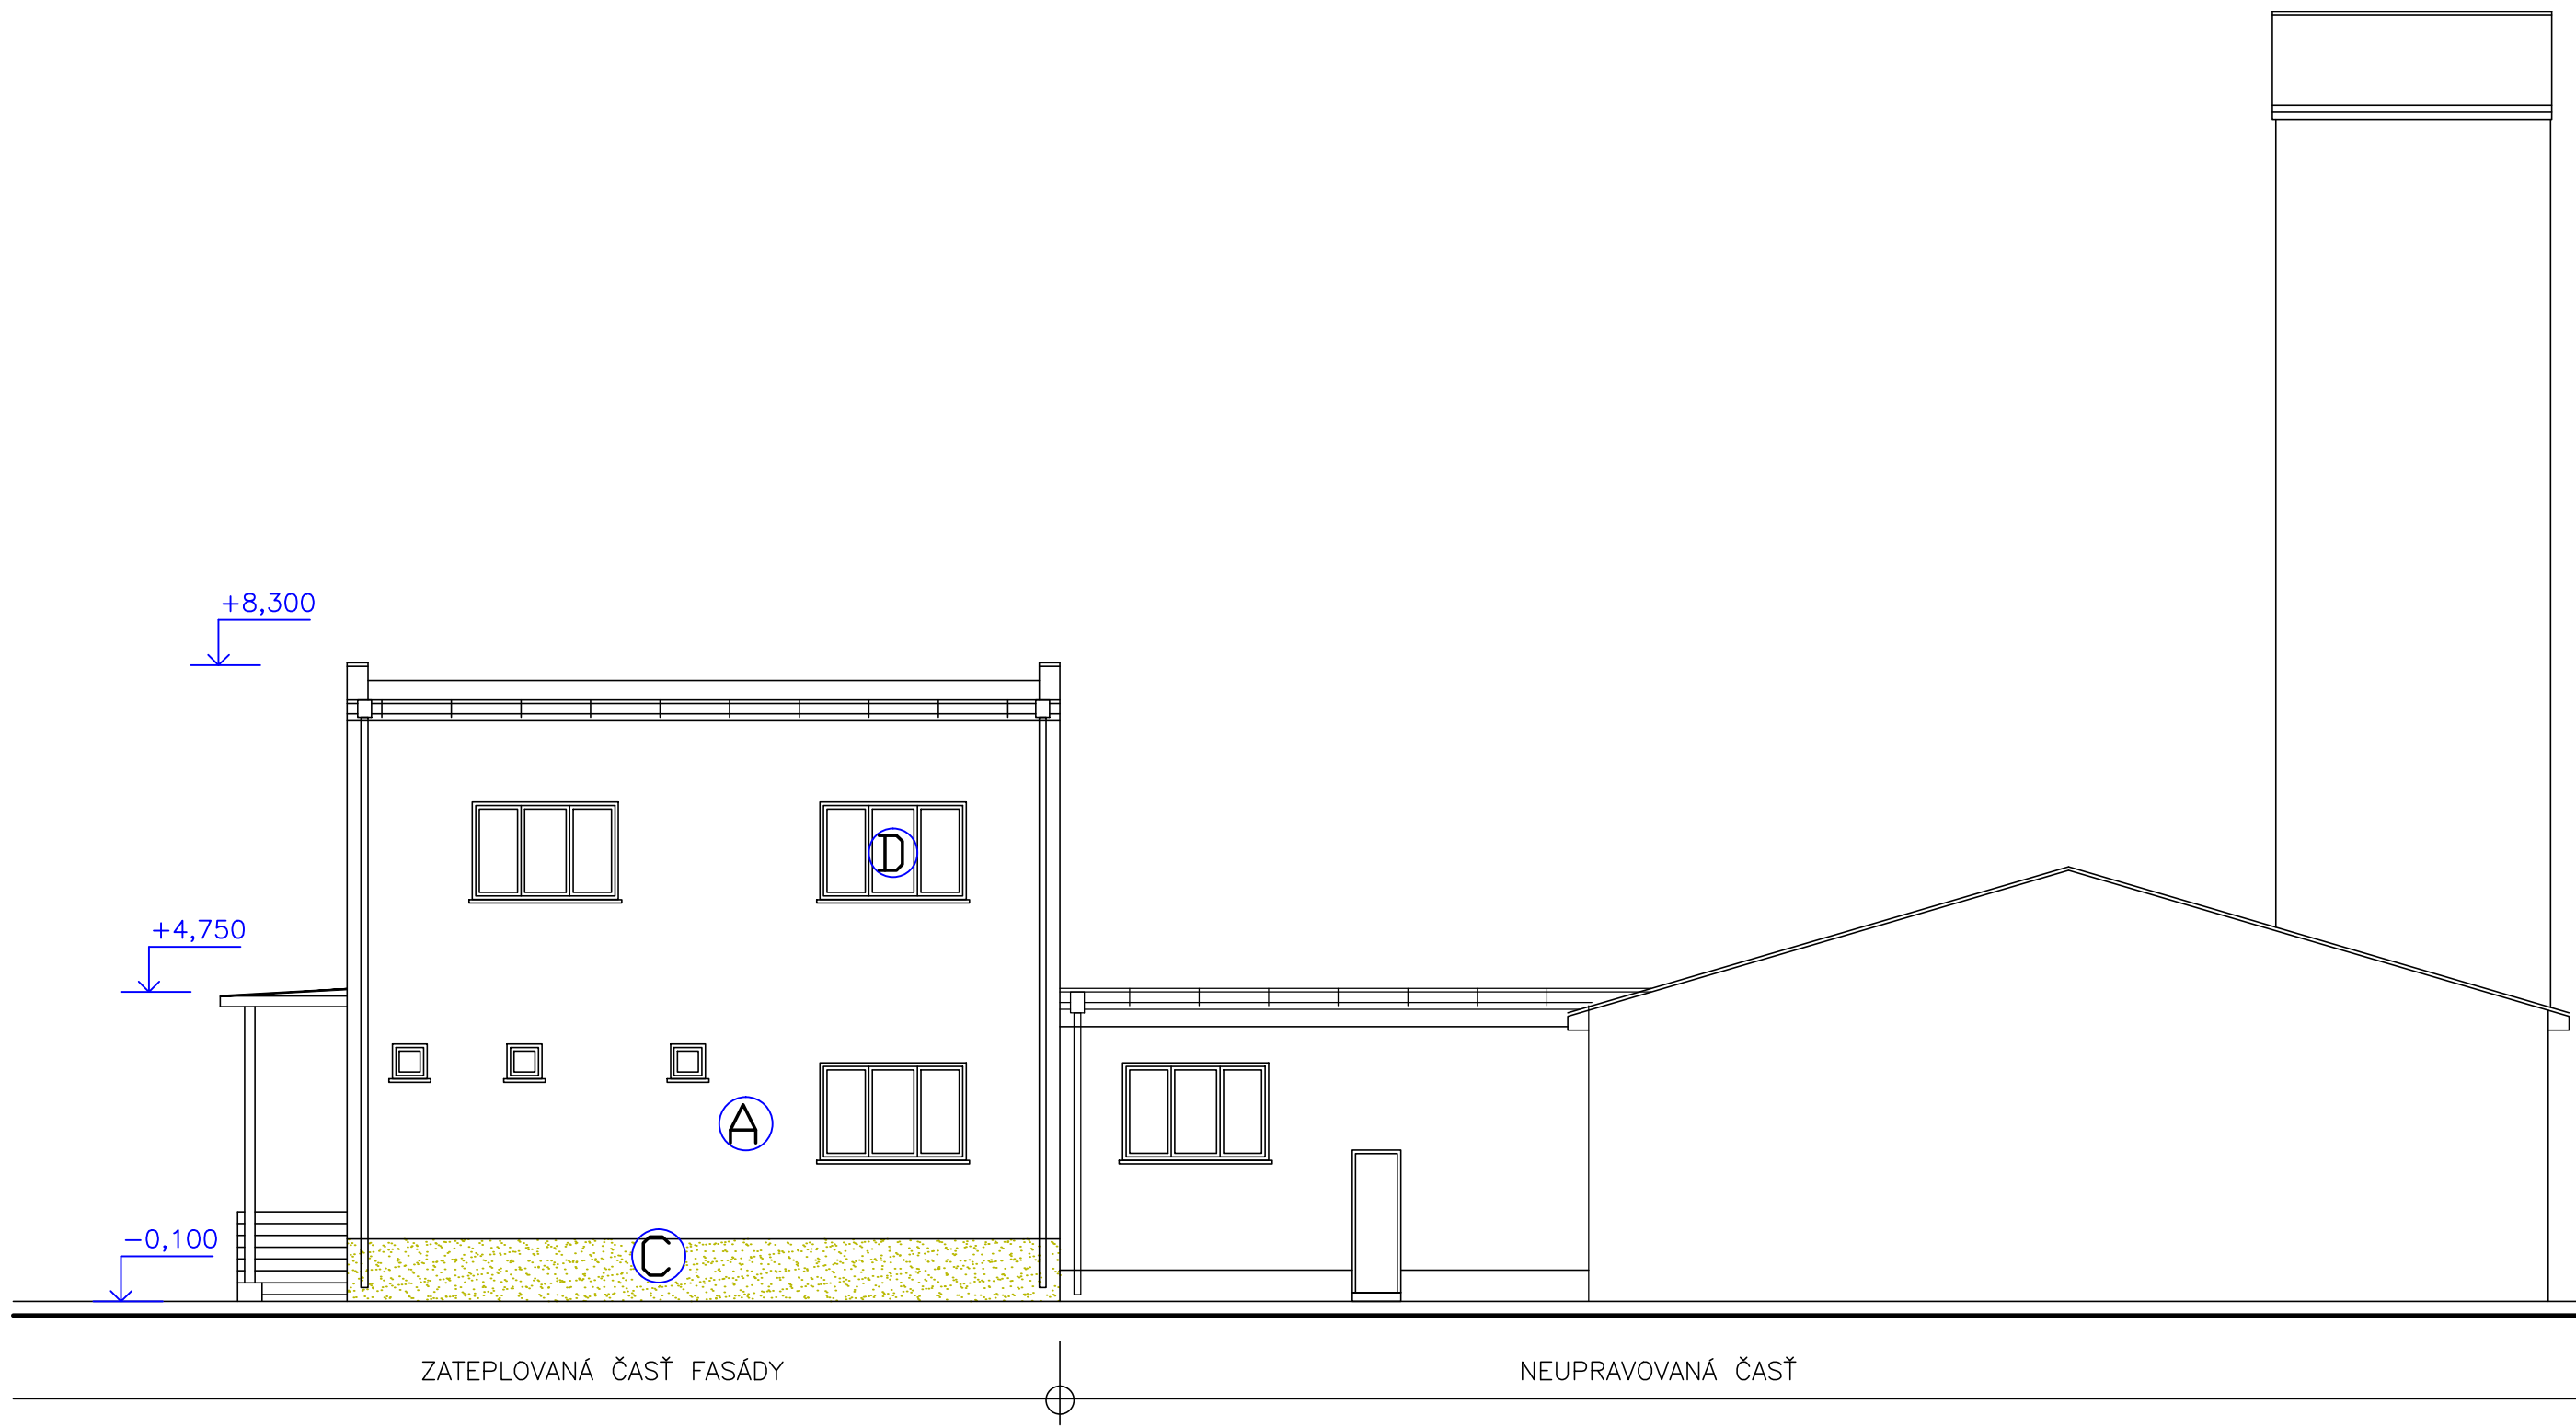 +8,300
D
+4,750
A
-0,100
C
ZATEPLOVANÁ ČASŤ FASÁDY
NEUPRAVOVANÁ ČASŤ